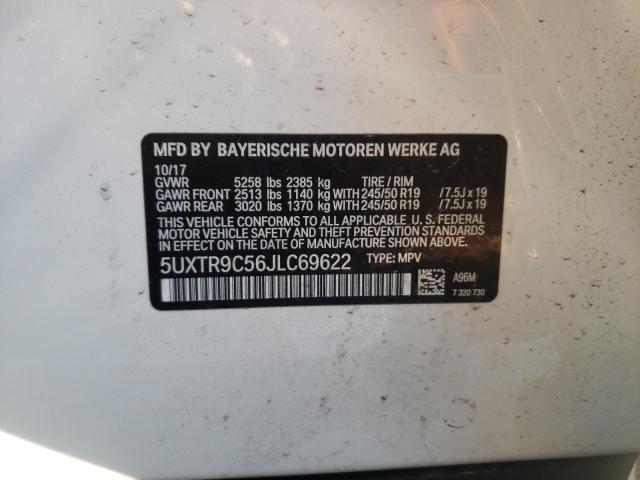 MFD BY BAYERISCHE MOTOREN WERKE AG
10/17
GVWR 5258 lbs 2385 kg TIRE / RIM
GAWR FRONT 2513 lbs 1140 kg WITH 245/50 R19 /7.5J x 19
GAWR REAR 3020 lbs 1370 kg WITH 245/50 R19 /7.5J x 19
THIS VEHICLE CONFORMS TO ALL APPLICABLE U.S. FEDERAL
MOTOR VEHICLE SAFETY AND THEFT PREVENTION
STANDARDS IN EFFECT ON THE DATE OF MANUFACTURE SHOWN ABOVE.
5UXTR9C56JLC69622 TYPE: MPV
A96M
7 320 730